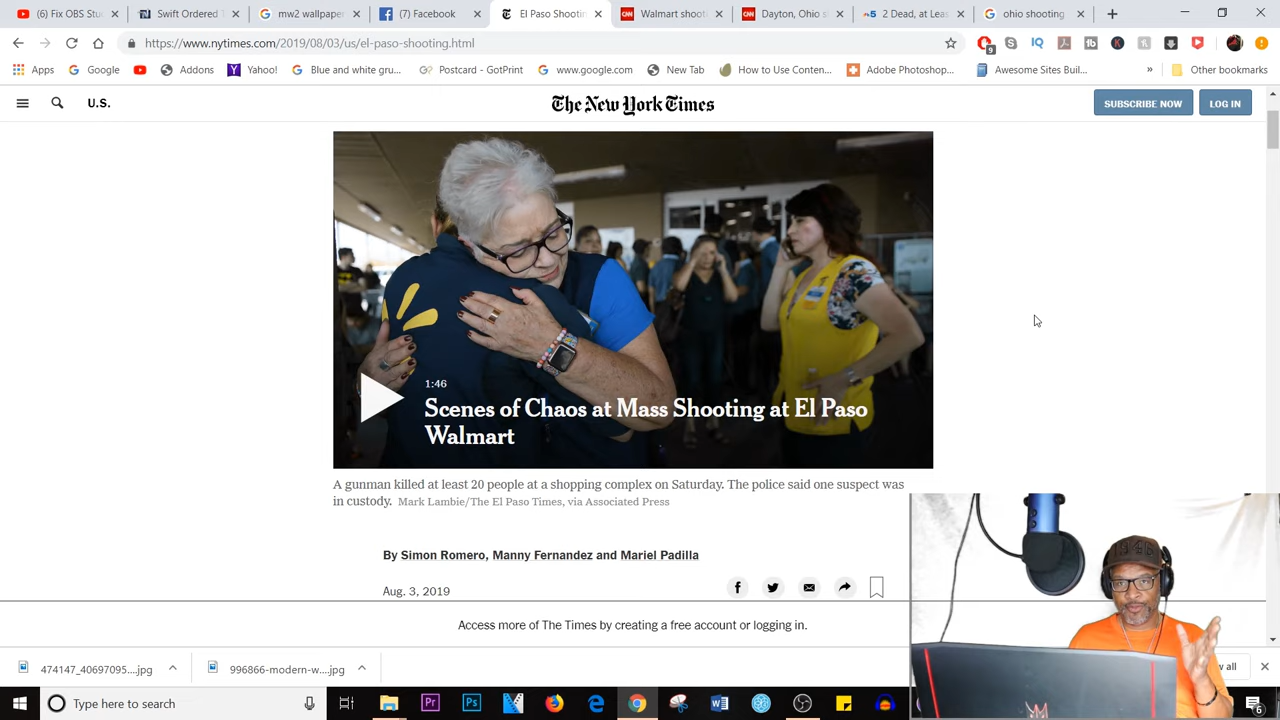 (6) Fix OBS Stu
Swift Ordered T
mw2 wallpape
(7) Facebook
El Paso Shootin
Walmart shoot
Dayton, Ohio s
2 Dead, at Leas
ohio shooting
https://www.nytimes.com/2019/08/03/us/el-paso-shooting.html
9
Apps
Google
Addons
Yahoo!
Blue and white gru...
Postcard - GotPrint
www.google.com
New Tab
How to Use Conten...
Adobe Photoshop...
Awesome Sites Buil...
»
Other bookmarks
U.S.
The New York Times
SUBSCRIBE NOW
LOG IN
1:46
Scenes of Chaos at Mass Shooting at El Paso
Walmart
A gunman killed at least 20 people at a shopping complex on Saturday. The police said one suspect was
in custody. Mark Lambie/The El Paso Times, via Associated Press
By Simon Romero, Manny Fernandez and Mariel Padilla
Aug. 3, 2019
Access more of The Times by creating a free account or logging in.
474147_40697095....jpg
996866-modern-w....jpg
all
Type here to search
Pr
Ps
6